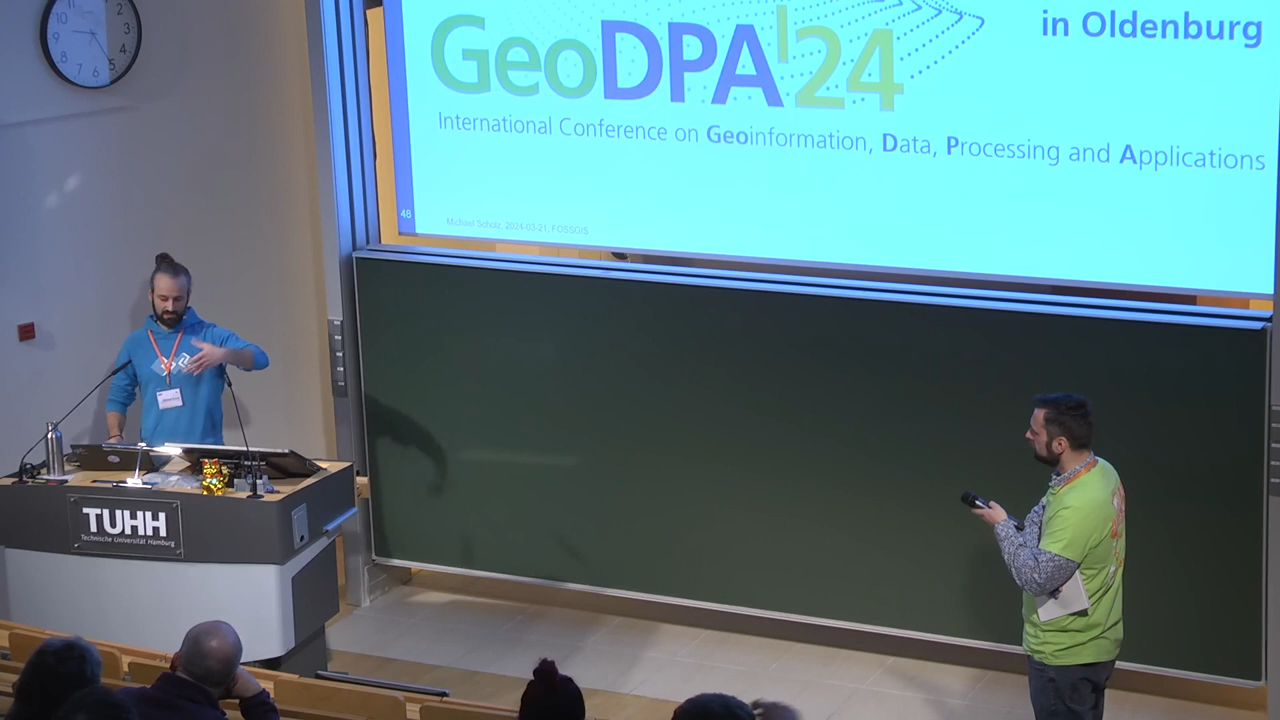 in Oldenburg
GeoDPA'24
International Conference on Geoinformation, Data, Processing and Applications
48
Michael Scholz, 2024-03-21, FOSSGIS
TUHH
Technische Universität Hamburg